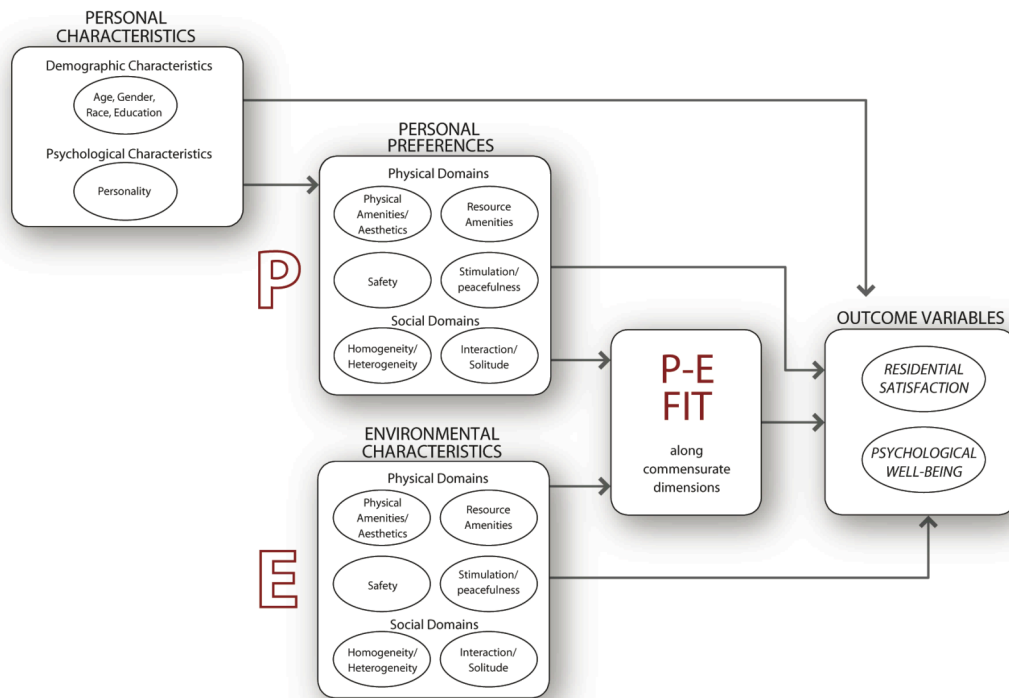 PERSONAL
CHARACTERISTICS
Demographic Characteristics
Age, Gender,
Race, Education
Psychological Characteristics
Personality
PERSONAL
PREFERENCES
Physical Domains
Physical
Amenities/
Aesthetics
Resource
Amenities
P
Safety
Stimulation/
peacefulness
Social Domains
Homogeneity/
Heterogeneity
Interaction/
Solitude
ENVIRONMENTAL
CHARACTERISTICS
Physical Domains
Physical
Amenities/
Aesthetics
Resource
Amenities
E
Safety
Stimulation/
peacefulness
Social Domains
Homogeneity/
Heterogeneity
Interaction/
Solitude
P-E
FIT
along
commensurate
dimensions
OUTCOME VARIABLES
RESIDENTIAL
SATISFACTION
PSYCHOLOGICAL
WELL-BEING